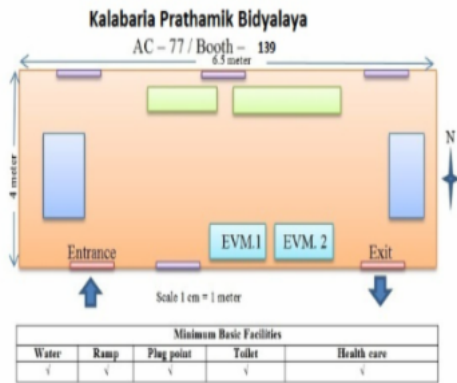 Kalabaria Prathamik Bidyalaya
AC – 77 / Booth – 139
6.5 meter
4 meter
N
EVM.1 EVM. 2
Entrance Exit
Scale 1 cm = 1 meter
Minimum Basic Facilities
Water Ramp Plug point Toilet Health care
√ √ √ √ √